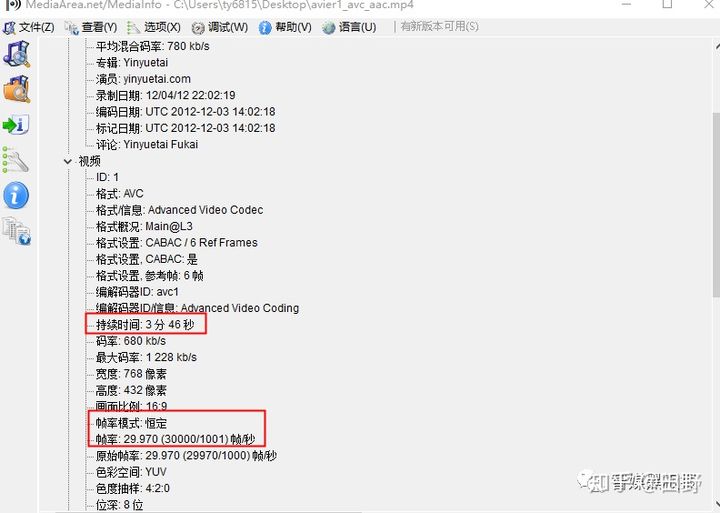 MediaArea.net/MediaInfo - C:\Users\ty6815\Desktop\avier1_avc_aac.mp4
文件(Z) 查看(Y) 选项(X) 调试(W) 帮助(V) 语言(U) 有新版本可用(S)
平均混合码率: 780 kb/s
专辑: Yinyuetai
演员: yinyuetai.com
录制日期: 12/04/12 22:02:19
编码日期: UTC 2012-12-03 14:02:18
标记日期: UTC 2012-12-03 14:02:18
评论: Yinyuetai Fukai
视频
ID: 1
格式: AVC
格式/信息: Advanced Video Codec
格式概况: Main@L3
格式设置: CABAC / 6 Ref Frames
格式设置, CABAC: 是
格式设置, 参考帧: 6 帧
编解码器ID: avc1
编解码器ID/信息: Advanced Video Coding
持续时间: 3 分 46 秒
码率: 680 kb/s
最大码率: 1 228 kb/s
宽度: 768 像素
高度: 432 像素
画面比例: 16:9
帧率模式: 恒定
帧率: 29.970 (30000/1001) 帧/秒
原始帧率: 29.970 (29970/1000) 帧/秒
色彩空间: YUV
色度抽样: 4:2:0
位深: 8 位
知乎 @田野